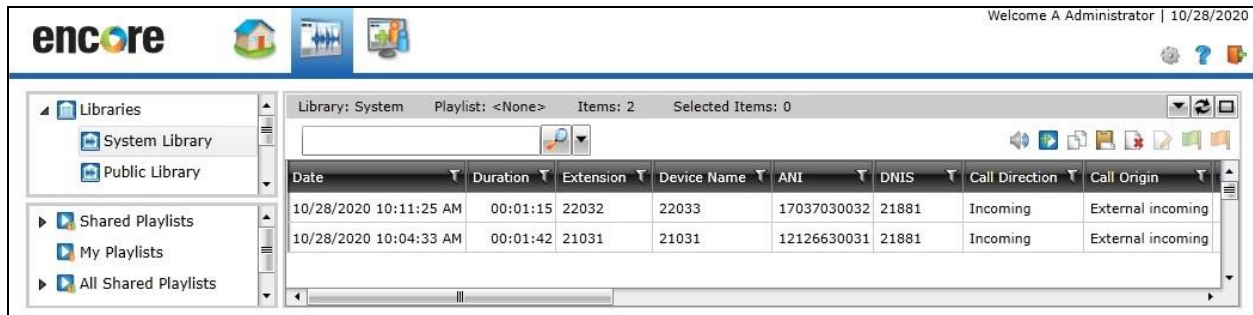 Welcome A Administrator | 10/28/2020
encore
Libraries
System Library
Public Library
Shared Playlists
My Playlists
All Shared Playlists
Library: System Playlist: <None> Items: 2 Selected Items: 0
Date Duration Extension Device Name ANI DNIS Call Direction Call Origin
10/28/2020 10:11:25 AM 00:01:15 22032 22033 17037030032 21881 Incoming External incoming
10/28/2020 10:04:33 AM 00:01:42 21031 21031 12126630031 21881 Incoming External incoming